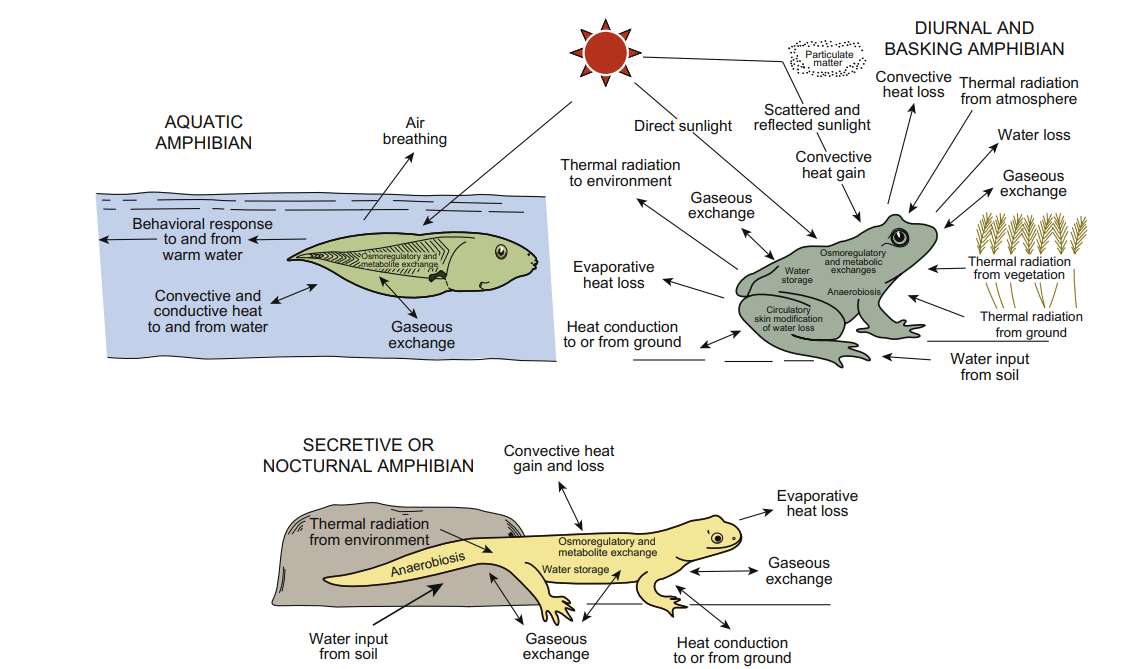 DIURNAL AND
BASKING AMPHIBIAN
Particulate
matter
Convective
heat loss
Thermal radiation
from atmosphere
Scattered and
reflected sunlight
Direct sunlight
Water loss
Convective
heat gain
Thermal radiation
to environment
Gaseous
exchange
Gaseous
exchange
Osmoregulatory
and metabolic
exchanges
Water
storage
Anaerobiosis
Circulatory
skin modification
of water loss
Evaporative
heat loss
Thermal radiation
from vegetation
Thermal radiation
from ground
Heat conduction
to or from ground
Water input
from soil
AQUATIC
AMPHIBIAN
Air
breathing
Behavioral response
to and from
warm water
Osmoregulatory and
metabolite exchange
Convective and
conductive heat
to and from water
Gaseous
exchange
SECRETIVE OR
NOCTURNAL AMPHIBIAN
Convective heat
gain and loss
Evaporative
heat loss
Thermal radiation
from environment
Osmoregulatory and
metabolite exchange
Anaerobiosis
Water storage
Gaseous
exchange
Water input
from soil
Gaseous
exchange
Heat conduction
to or from ground